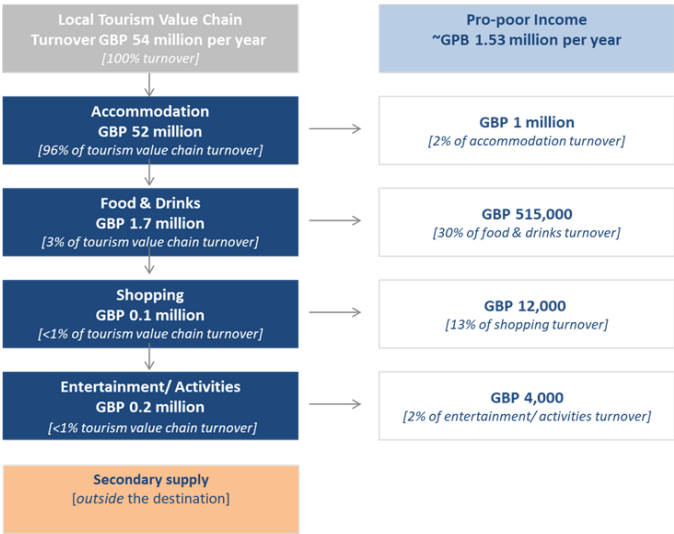 Local Tourism Value Chain
Turnover GBP 54 million per year
[100% turnover]
Pro-poor Income
~GPB 1.53 million per year
Accommodation
GBP 52 million
[96% of tourism value chain turnover]
GBP 1 million
[2% of accommodation turnover]
Food & Drinks
GBP 1.7 million
[3% of tourism value chain turnover]
GBP 515,000
[30% of food & drinks turnover]
Shopping
GBP 0.1 million
[<1% of tourism value chain turnover]
GBP 12,000
[13% of shopping turnover]
Entertainment/ Activities
GBP 0.2 million
[<1% tourism value chain turnover]
GBP 4,000
[2% of entertainment/ activities turnover]
Secondary supply
[outside the destination]